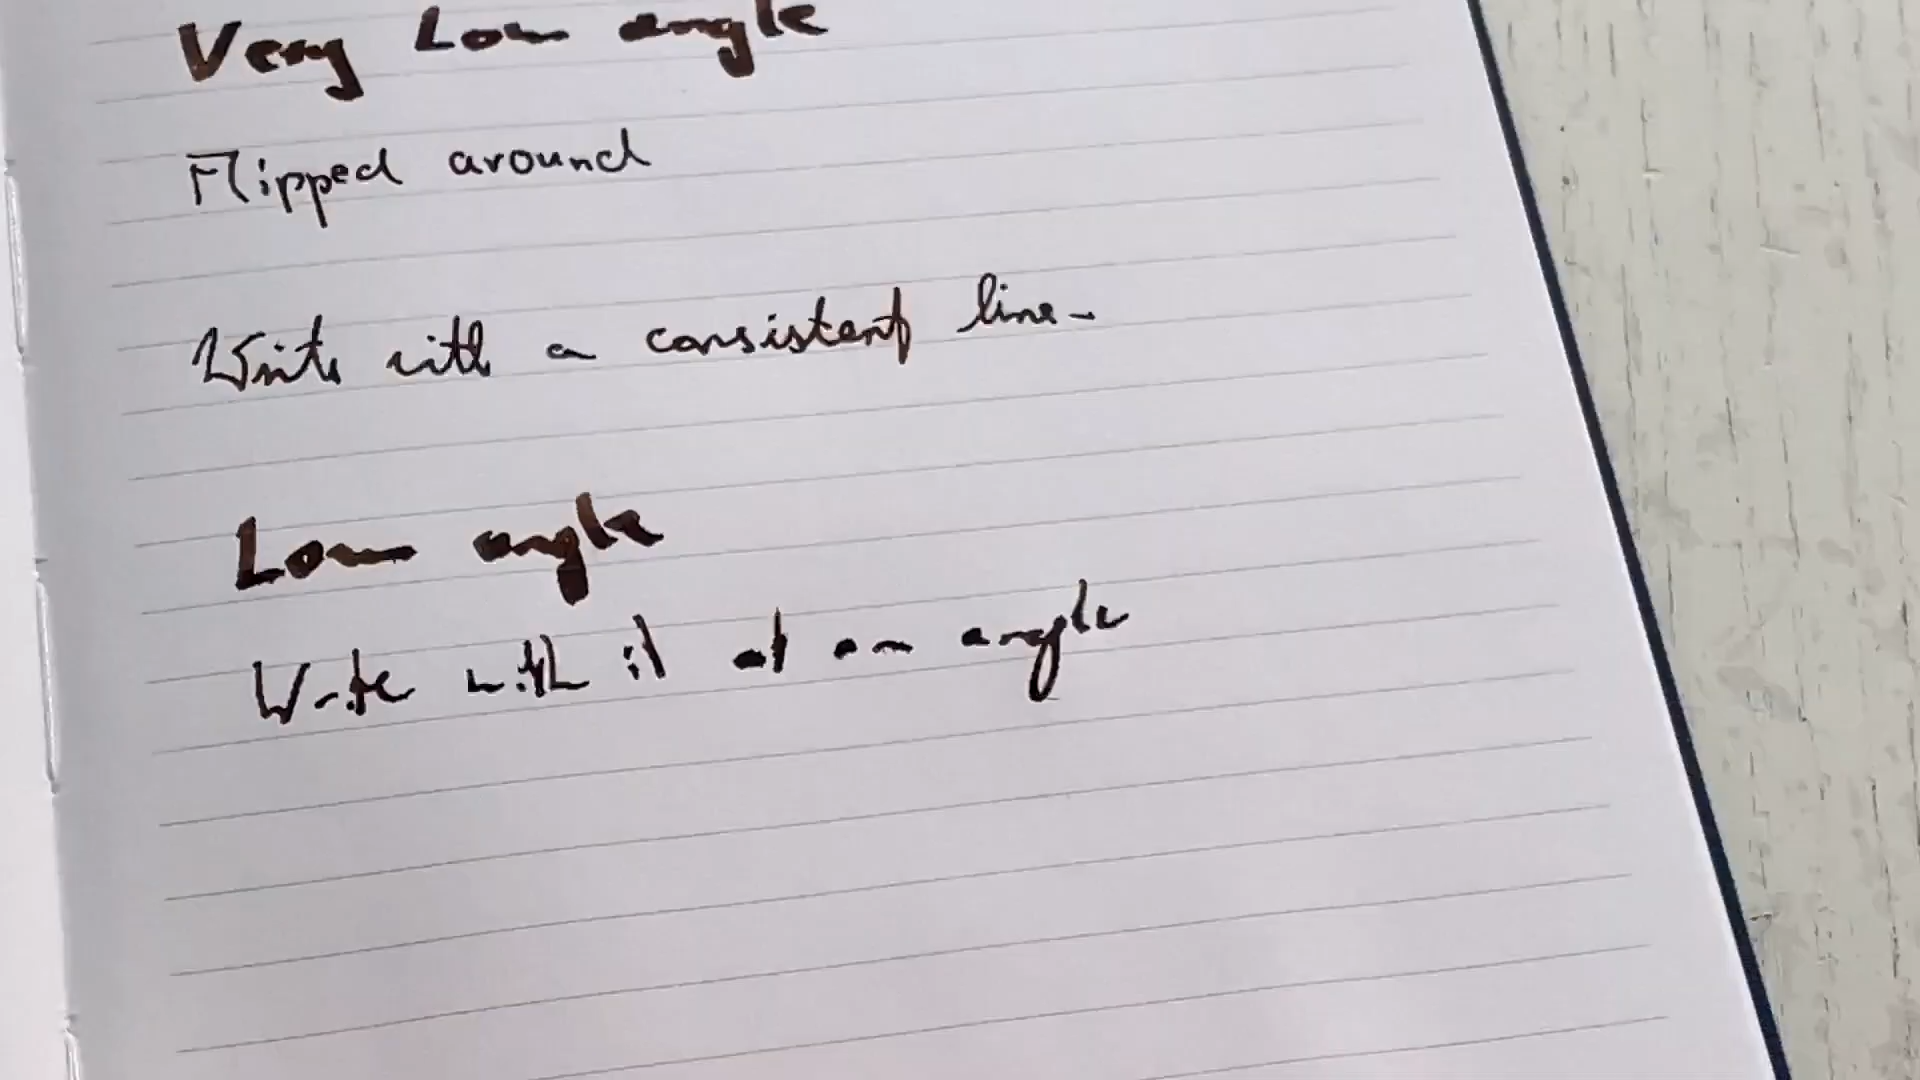 Very Low angle
Flipped around
Write with a consistent line-
Low angle
Write with it at an angle